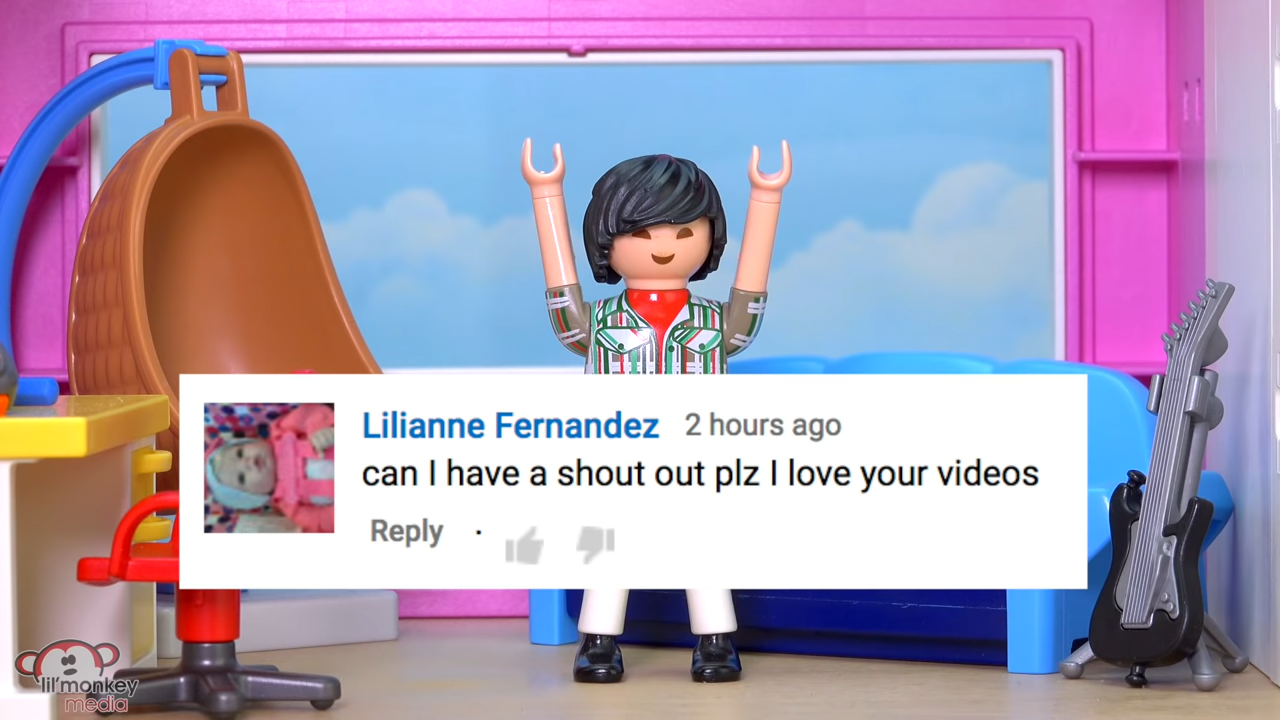 Lilianne Fernandez 2 hours ago
can I have a shout out plz I love your videos
Reply ·
lil'monkey
media